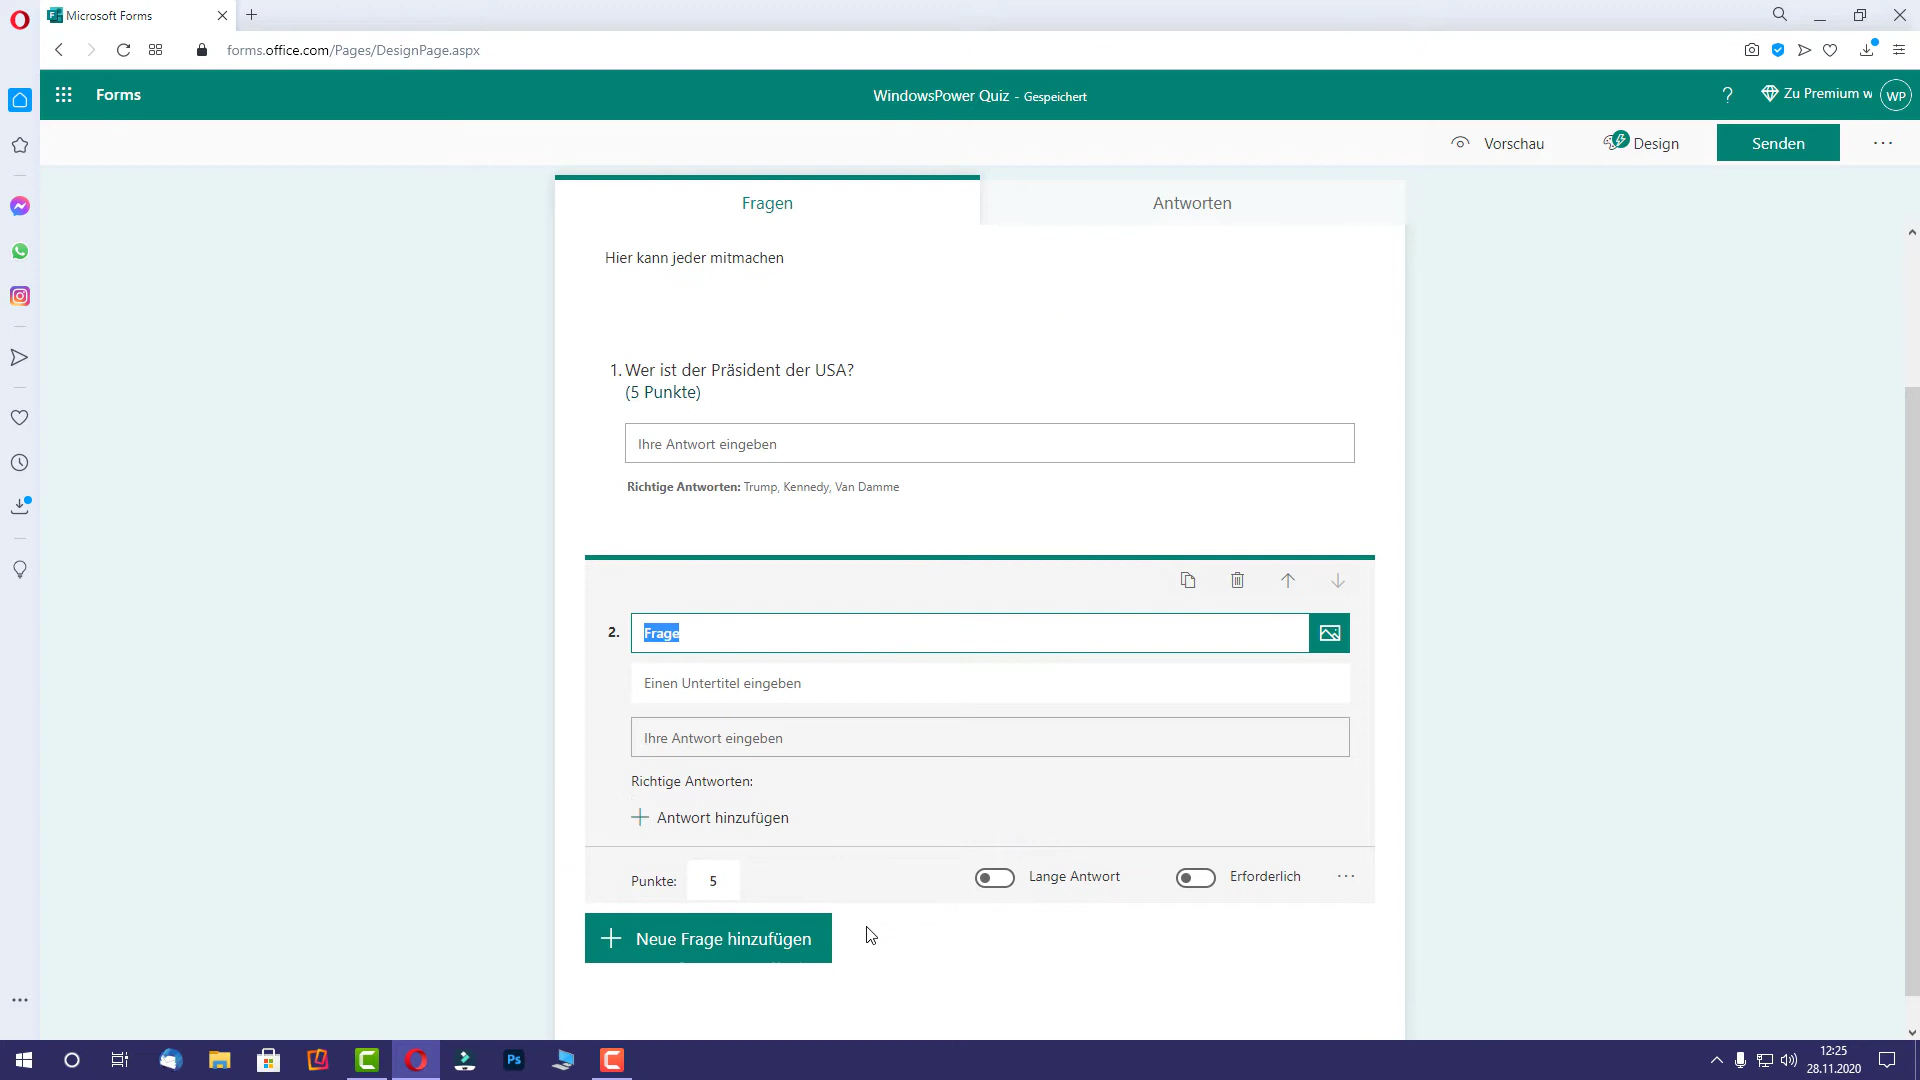 Microsoft Forms
forms.office.com/Pages/DesignPage.aspx
Forms
WindowsPower Quiz - Gespeichert
?
Zu Premium w
WP
Vorschau
Design
Senden
Fragen
Antworten
Hier kann jeder mitmachen
1. Wer ist der Präsident der USA?
(5 Punkte)
Ihre Antwort eingeben
Richtige Antworten: Trump, Kennedy, Van Damme
2. Frage
Einen Untertitel eingeben
Ihre Antwort eingeben
Richtige Antworten:
Antwort hinzufügen
Punkte: 5
Lange Antwort
Erforderlich
Neue Frage hinzufügen
Ps
12:25
28.11.2020